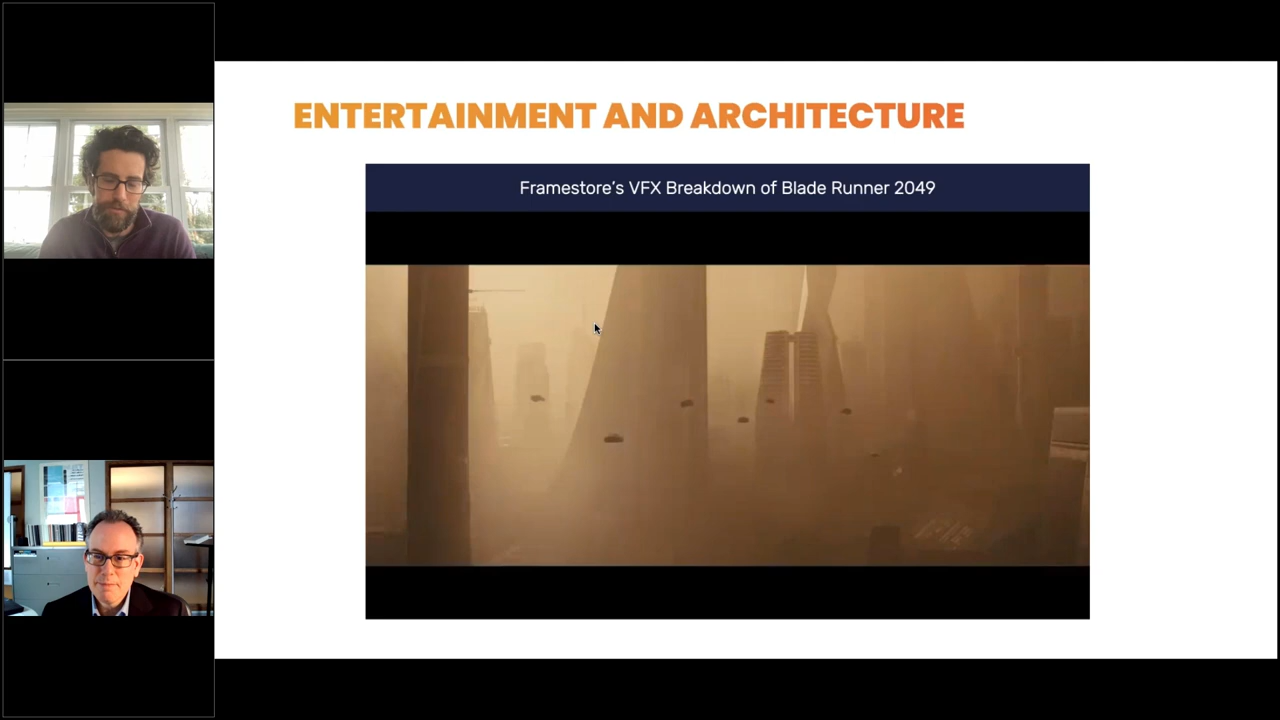 ENTERTAINMENT AND ARCHITECTURE
Framestore's VFX Breakdown of Blade Runner 2049